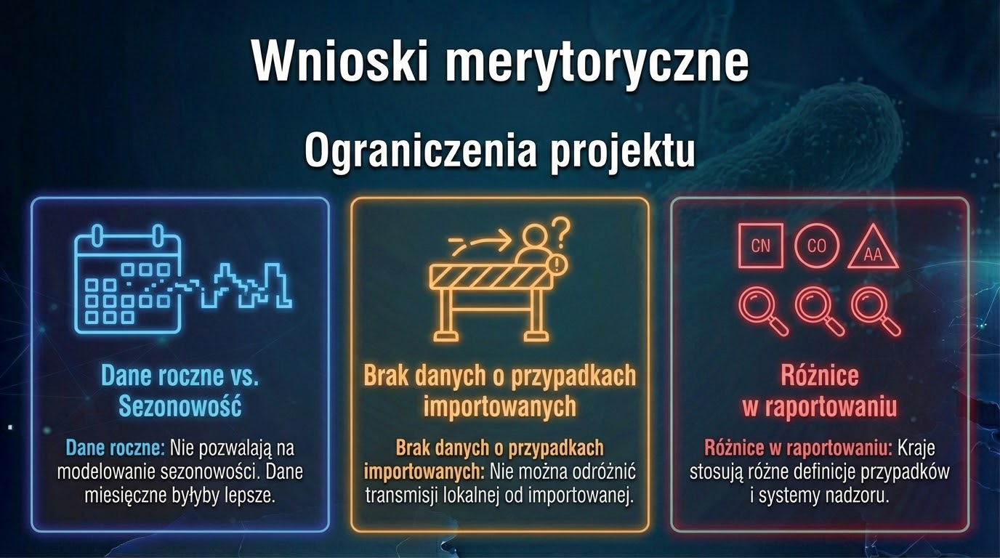 Wnioski merytoryczne
Ograniczenia projektu
?
!
CN
CO
AA
Dane roczne vs.
Sezonowość
Dane roczne: Nie pozwalają na
modelowanie sezonowości. Dane
miesięczne byłyby lepsze.
Brak danych o przypadkach
importowanych
Brak danych o przypadkach
importowanych: Nie można odróżnić
transmisji lokalnej od importowanej.
Różnice
w raportowaniu
Różnice w raportowaniu: Kraje
stosują różne definicje przypadków
i systemy nadzoru.